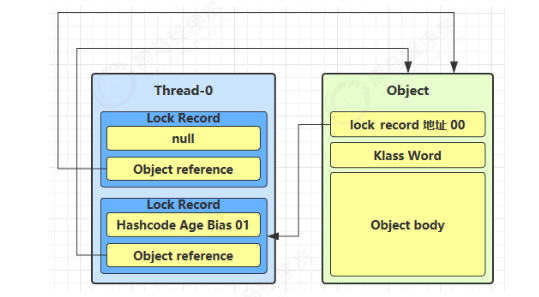 Thread-0
Lock Record
null
Object reference
Lock Record
Hashcode Age Bias 01
Object reference
Object
lock record 地址 00
Klass Word
Object body